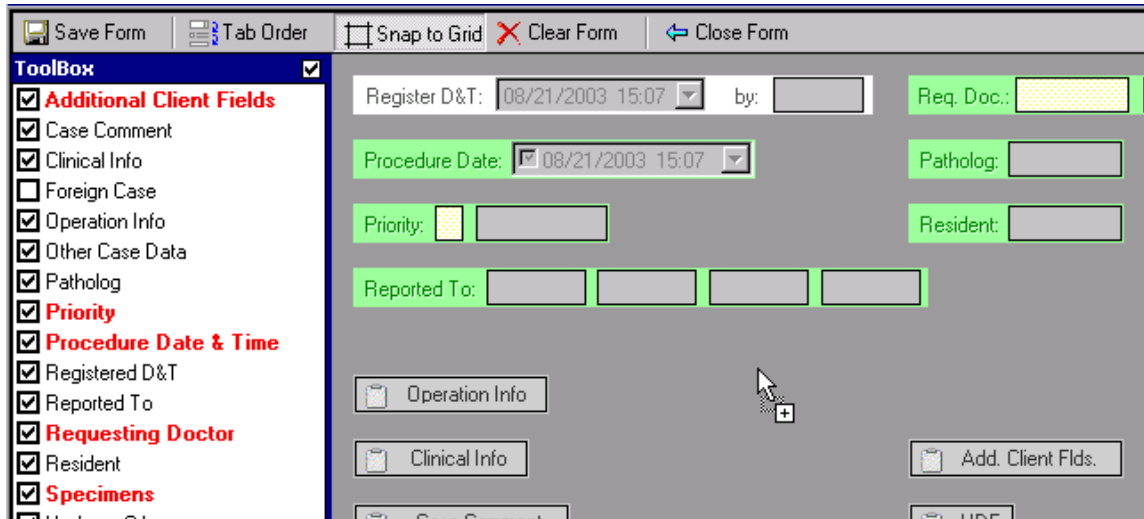 Save Form Tab Order Snap to Grid Clear Form Close Form
ToolBox
Additional Client Fields
Case Comment
Clinical Info
Foreign Case
Operation Info
Other Case Data
Patholog
Priority
Procedure Date & Time
Registered D&T
Reported To
Requesting Doctor
Resident
Specimens
Register D&T: 08/21/2003 15:07 by: Req. Doc.:
Procedure Date: 08/21/2003 15:07 Patholog:
Priority: Resident:
Reported To:
Operation Info
Clinical Info Add. Client Flds.